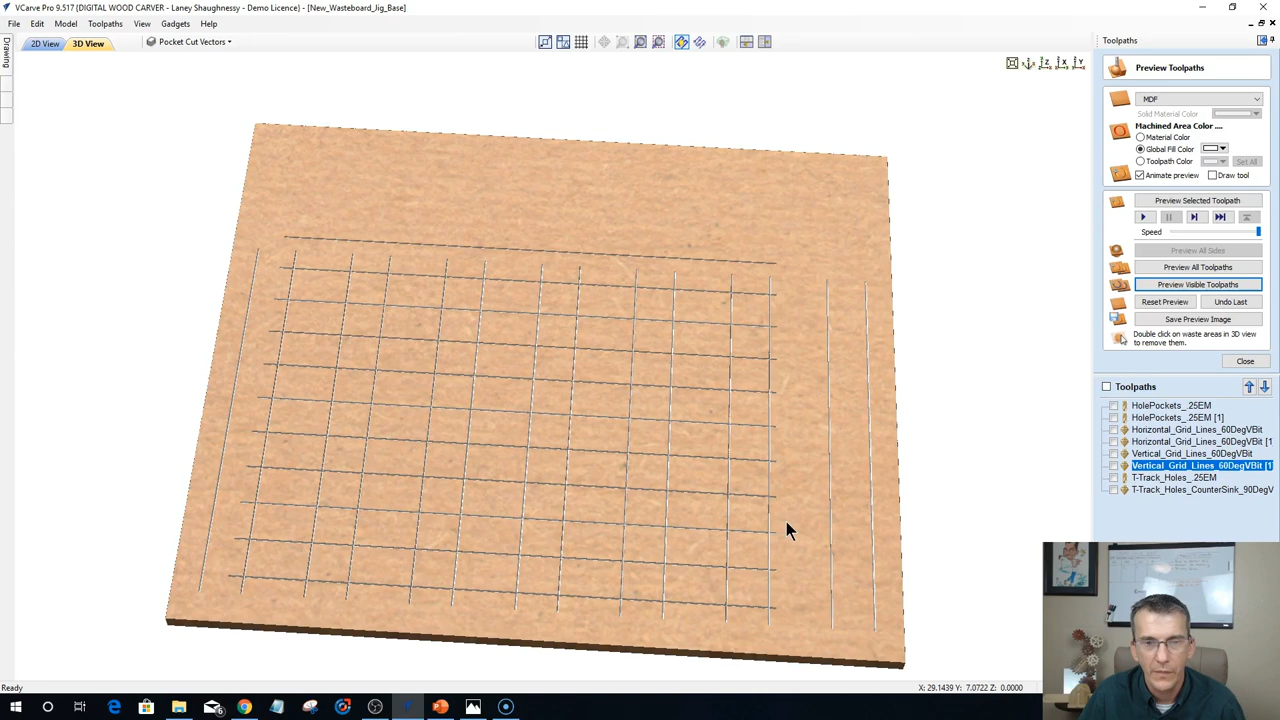 VCarve Pro 9.517 {DIGITAL WOOD CARVER - Laney Shaughnessy - Demo Licence} - [New_Wasteboard_Jig_Base]
File Edit Model Toolpaths View Gadgets Help
2D View 3D View Pocket Cut Vectors
Drawing
Toolpaths
Preview Toolpaths
MDF
Solid Material Color
Machined Area Color ....
Material Color
Global Fill Color
Toolpath Color Set All
Animate preview Draw tool
Preview Selected Toolpath
Speed
Preview All Sides
Preview All Toolpaths
Preview Visible Toolpaths
Reset Preview Undo Last
Save Preview Image
Double click on waste areas in 3D view
to remove them.
Close
Toolpaths
HolePockets_.25EM
HolePockets_.25EM [1]
Horizontal_Grid_Lines_60DegVBit
Horizontal_Grid_Lines_60DegVBit [1
Vertical_Grid_Lines_60DegVBit
Vertical_Grid_Lines_60DegVBit [1]
T-Track_Holes_.25EM
T-Track_Holes_CounterSink_90DegV
Ready X: 29.1439 Y: 7.0722 Z: 0.0000